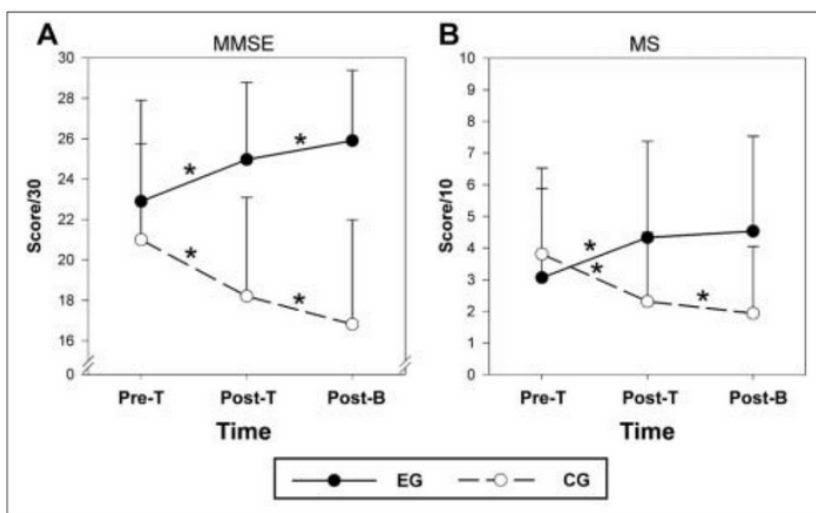 A
MMSE
Score/30
30
28
26
24
22
20
18
16
0
*
*
*
*
Pre-T Post-T Post-B
Time
B
MS
Score/10
10
9
8
7
6
5
4
3
2
1
0
*
*
*
Pre-T Post-T Post-B
Time
EG CG